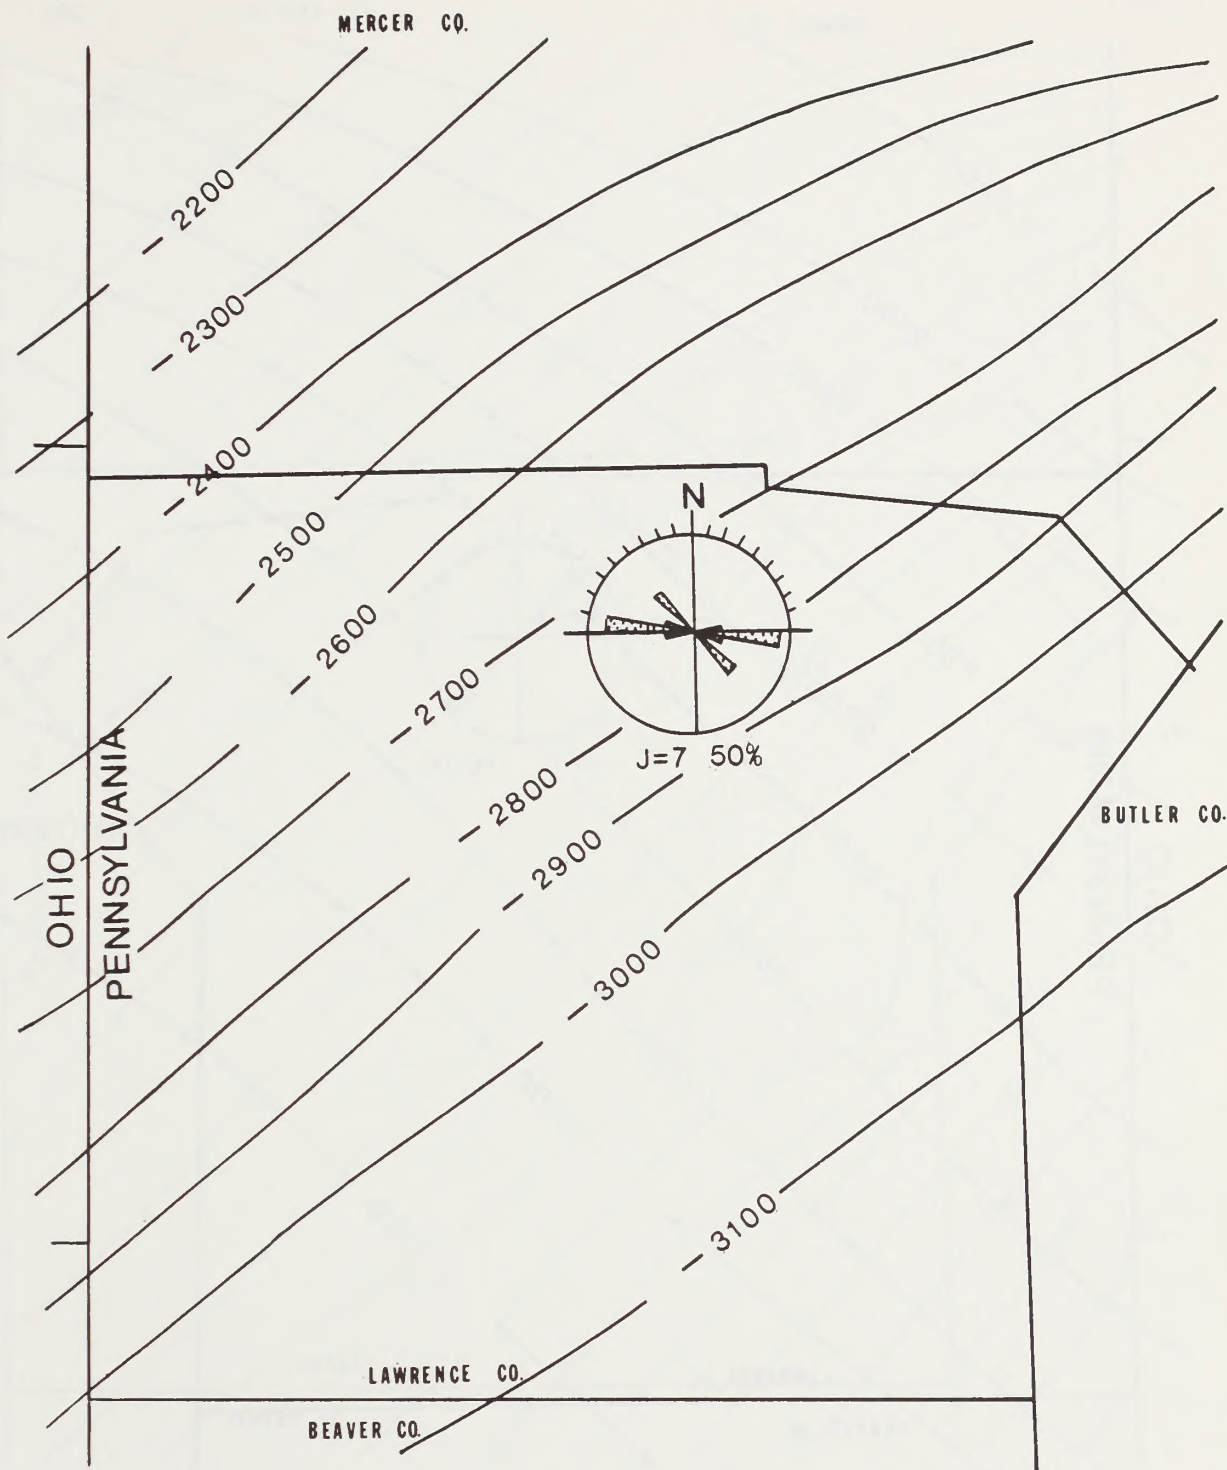 MERCER CO.
- 2200
- 2300
- 2400
- 2500
- 2600
- 2700
- 2800
- 2900
- 3000
- 3100
N
J=7 50%
OHIO
PENNSYLVANIA
BUTLER CO.
LAWRENCE CO.
BEAVER CO.